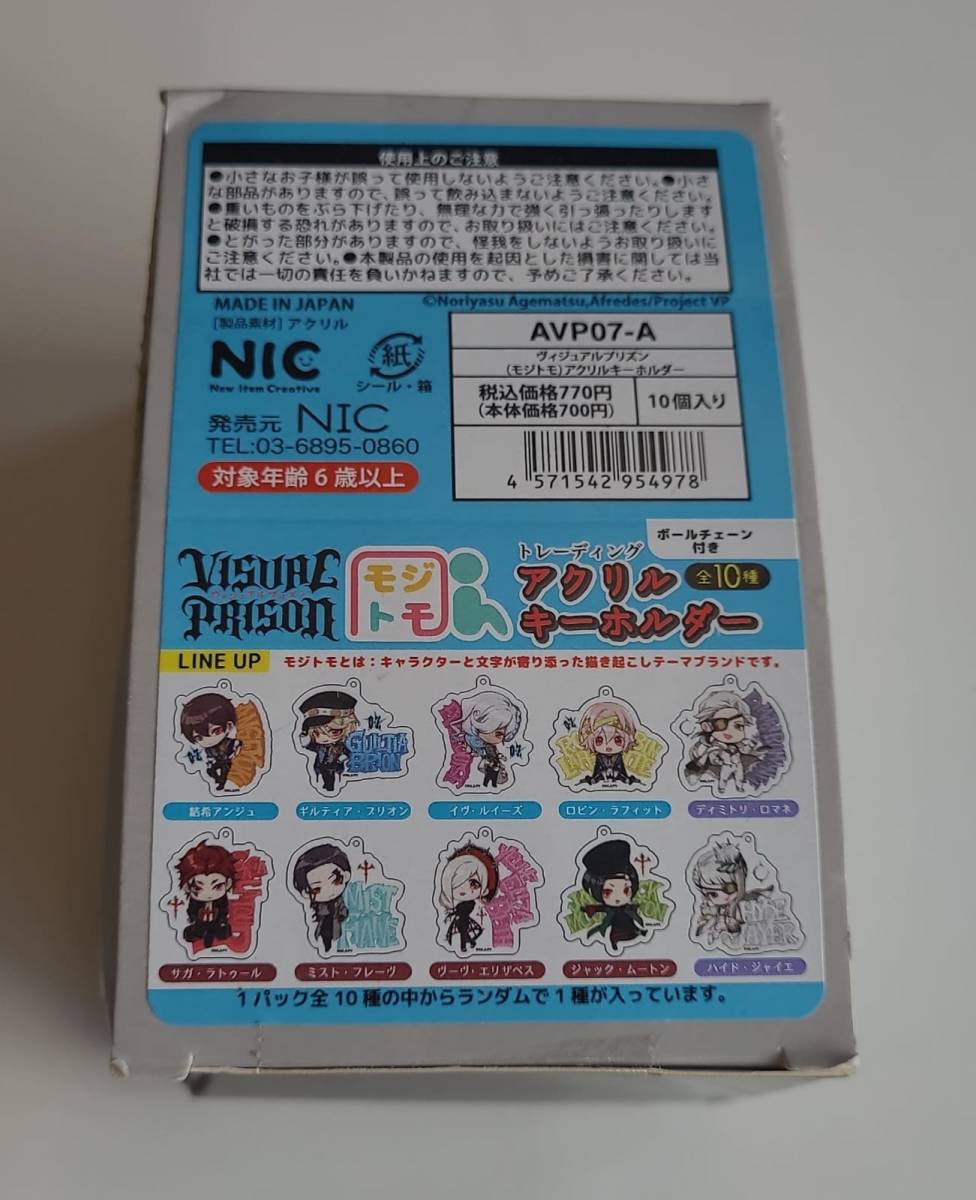 使用上のご注意
●小さなお子様が誤って使用しないようご注意ください。●小さ
な部品がありますので、誤って飲み込まないようご注意ください。
●重いものをぶら下げたり、無理な力で強く引っ張ったりします
と破損する恐れがありますので、お取り扱いにはご注意ください。
●とがった部分がありますので、怪我をしないようお取り扱いに
ご注意ください。●本製品の使用を起因とした損害に関しては当
社では一切の責任を負いかねますので、予めご了承ください。
MADE IN JAPAN
©Noriyasu Agematsu,Afredes/Project VP
[製品素材] アクリル
NIC
New Item Creative
紙
シール・箱
発売元 NIC
TEL:03-6895-0860
対象年齢6歳以上
AVP07-A
ヴィジュアルプリズン
(モジトモ)アクリルキーホルダー
税込価格770円
(本体価格700円)
10個入り
4 571542 954978
VISUAL
ヴィジュアルプリズン
PRISON
モジ
トモ
トレーディング
アクリル
キーホルダー
全10種
ボールチェーン
付き
LINE UP
モジトモとは:キャラクターと文字が寄り添った描き起こしテーマブランドです。
GUILTIA
BRION
結希アンジュ
ギルティア・ブリオン
イヴ・ルイーズ
ロビン・ラフィット
ディミトリ・ロマネ
MIST
FLAIVE
HYDE
JAYER
サガ・ラトゥール
ミスト・フレーヴ
ヴーヴ・エリザベス
ジャック・ムートン
ハイド・ジャイエ
1パック全10種の中からランダムで1種が入っています。